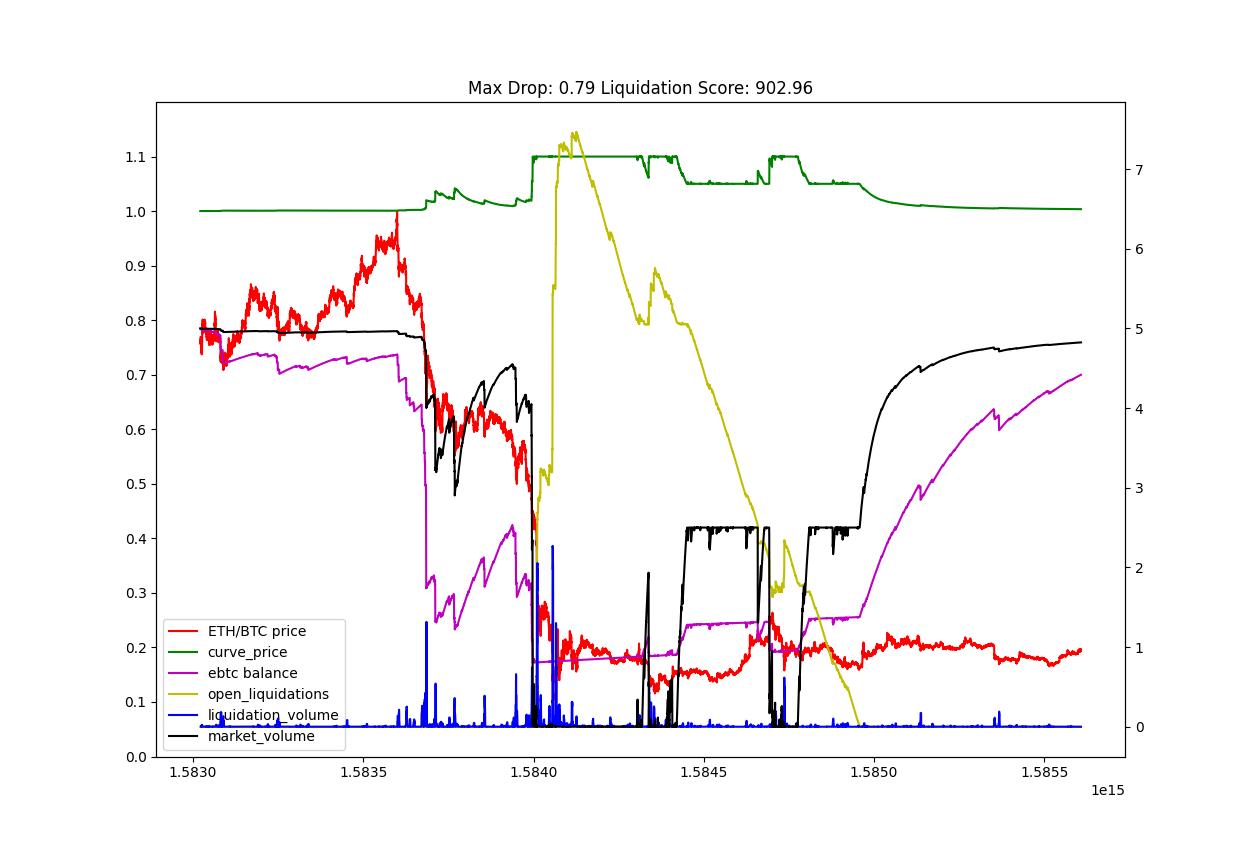 Max Drop: 0.79 Liquidation Score: 902.96
1.1
1.0
0.9
0.8
0.7
0.6
0.5
0.4
0.3
0.2
0.1
0.0
7
6
5
4
3
2
1
0
ETH/BTC price
curve_price
ebtc balance
open_liquidations
liquidation_volume
market_volume
1.5830 1.5835 1.5840 1.5845 1.5850 1.5855
1e15